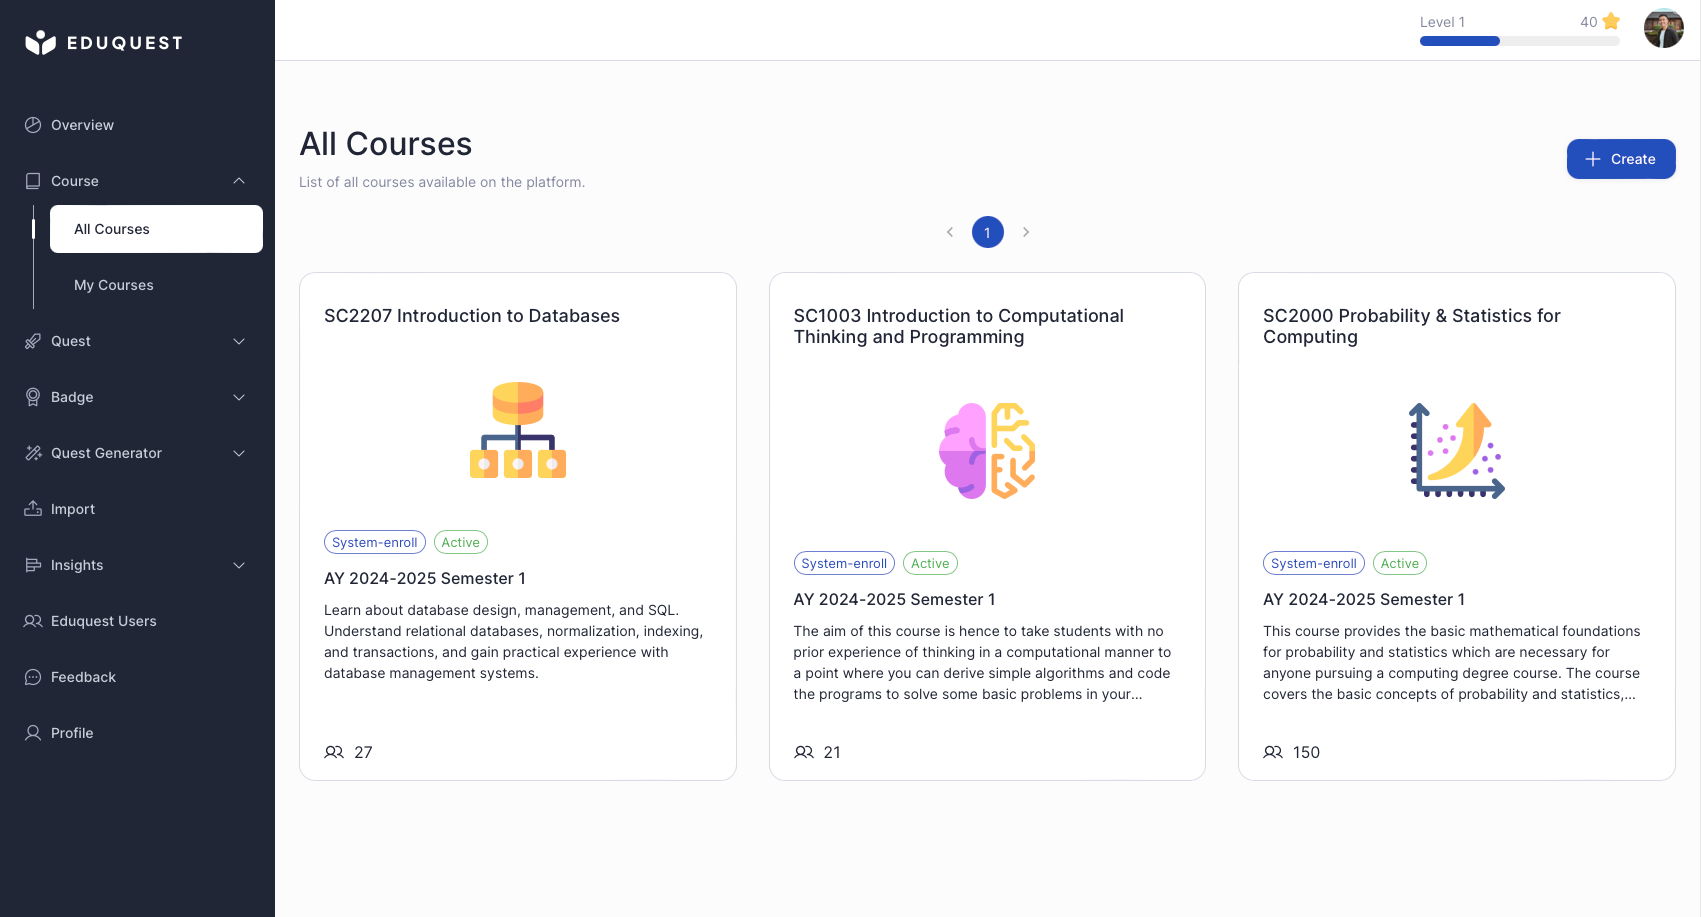 EDUQUEST
Level 1
40
Overview
Course
All Courses
My Courses
Quest
Badge
Quest Generator
Import
Insights
Eduquest Users
Feedback
Profile
All Courses
List of all courses available on the platform.
Create
1
SC2207 Introduction to Databases
System-enroll
Active
AY 2024-2025 Semester 1
Learn about database design, management, and SQL.
Understand relational databases, normalization, indexing,
and transactions, and gain practical experience with
database management systems.
27
SC1003 Introduction to Computational
Thinking and Programming
System-enroll
Active
AY 2024-2025 Semester 1
The aim of this course is hence to take students with no
prior experience of thinking in a computational manner to
a point where you can derive simple algorithms and code
the programs to solve some basic problems in your...
21
SC2000 Probability & Statistics for
Computing
System-enroll
Active
AY 2024-2025 Semester 1
This course provides the basic mathematical foundations
for probability and statistics which are necessary for
anyone pursuing a computing degree course. The course
covers the basic concepts of probability and statistics,...
150